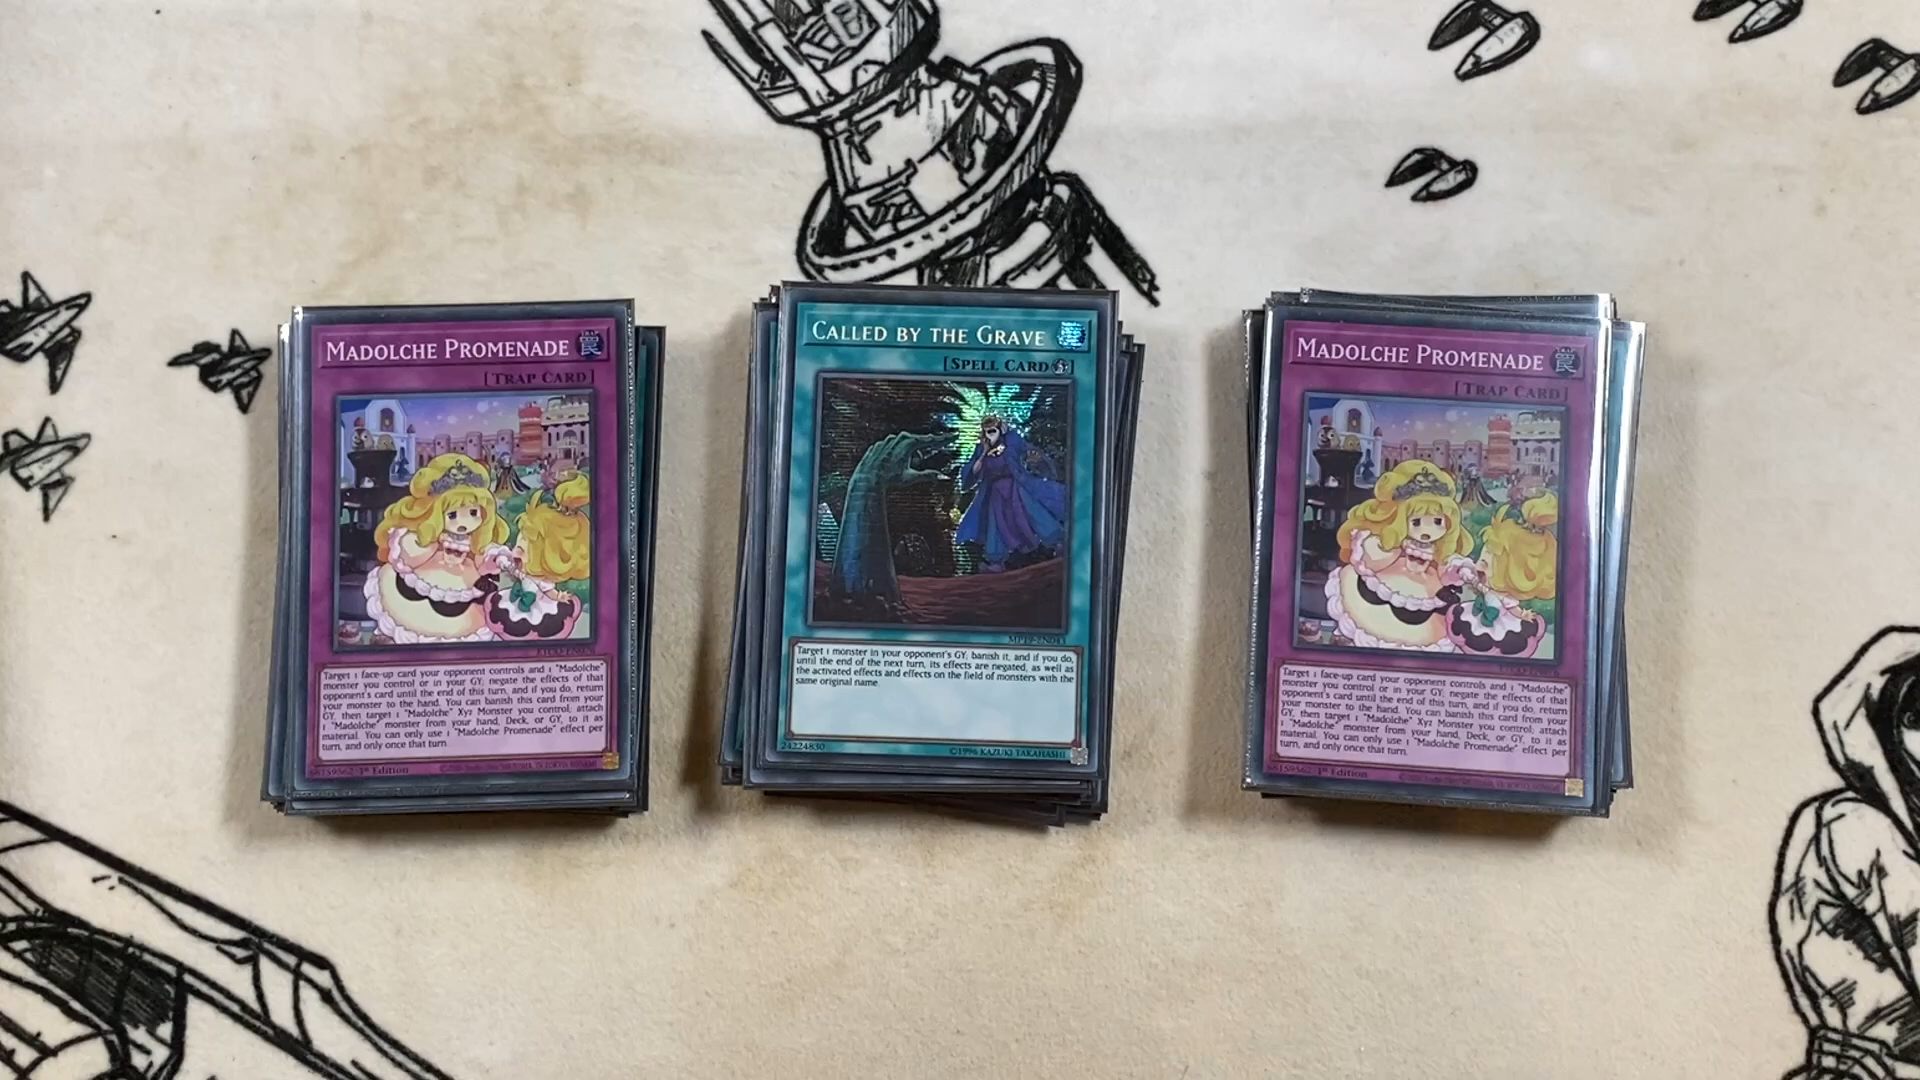 MADOLCHE PROMENADE
[TRAP CARD]
Target 1 face-up card your opponent controls and 1 "Madolche"
monster you control or in your GY; negate the effects of that
opponent's card until the end of this turn, and if you do, return
your monster to the hand. You can banish this card from your
GY, then target 1 "Madolche" Xyz Monster you control; attach
1 "Madolche" monster from your hand, Deck, or GY, to it as
material. You can only use 1 "Madolche Promenade" effect per
turn, and only once that turn.
1st Edition
CALLED BY THE GRAVE
[SPELL CARD]
MP19-EN043
Target 1 monster in your opponent's GY; banish it, and if you do,
until the end of the next turn, its effects are negated, as well as
the activated effects and effects on the field of monsters with the
same original name.
24224830 ©1996 KAZUKI TAKAHASHI
MADOLCHE PROMENADE
[TRAP CARD]
Target 1 face-up card your opponent controls and 1 "Madolche"
monster you control or in your GY; negate the effects of that
opponent's card until the end of this turn, and if you do, return
your monster to the hand. You can banish this card from your
GY, then target 1 "Madolche" Xyz Monster you control; attach
1 "Madolche" monster from your hand, Deck, or GY, to it as
material. You can only use 1 "Madolche Promenade" effect per
turn, and only once that turn.
1st Edition